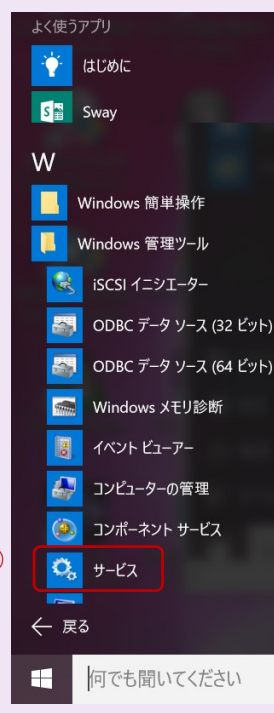 よく使うアプリ
はじめに
Sway
W
Windows 簡単操作
Windows 管理ツール
iSCSI イニシエーター
ODBC データ ソース (32 ビット)
ODBC データ ソース (64 ビット)
Windows メモリ診断
イベント ビューアー
コンピューターの管理
コンポーネント サービス
サービス
戻る
何でも聞いてください